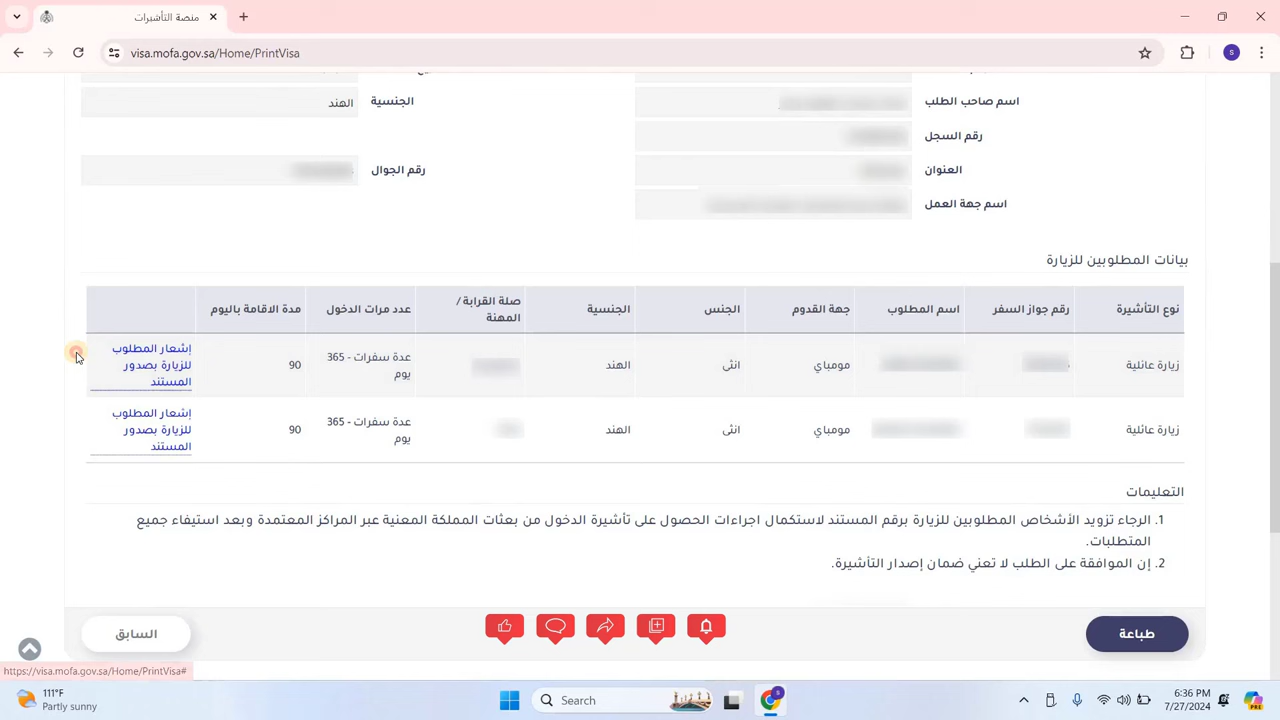 منصة التأشيرات
visa.mofa.gov.sa/Home/PrintVisa
S
اسم صاحب الطلب
الجنسية
الهند
رقم السجل
العنوان
رقم الجوال
اسم جهة العمل
بيانات المطلوبين للزيارة
نوع التأشيرة
رقم جواز السفر
اسم المطلوب
جهة القدوم
الجنس
الجنسية
صلة القرابة /
المهنة
عدد مرات الدخول
مدة الاقامة باليوم
زيارة عائلية
مومباي
انثى
الهند
عدة سفرات - 365
يوم
90
إشعار المطلوب
للزيارة بصدور
المستند
زيارة عائلية
مومباي
انثى
الهند
عدة سفرات - 365
يوم
90
إشعار المطلوب
للزيارة بصدور
المستند
التعليمات
1. الرجاء تزويد الأشخاص المطلوبين للزيارة برقم المستند لاستكمال اجراءات الحصول على تأشيرة الدخول من بعثات المملكة المعنية عبر المراكز المعتمدة وبعد استيفاء جميع
المتطلبات.
2. إن الموافقة على الطلب لا تعني ضمان إصدار التأشيرة.
طباعة
السابق
https://visa.mofa.gov.sa/Home/PrintVisa#
111°F
Partly sunny
Search
S
6:36 PM
7/27/2024
PRE